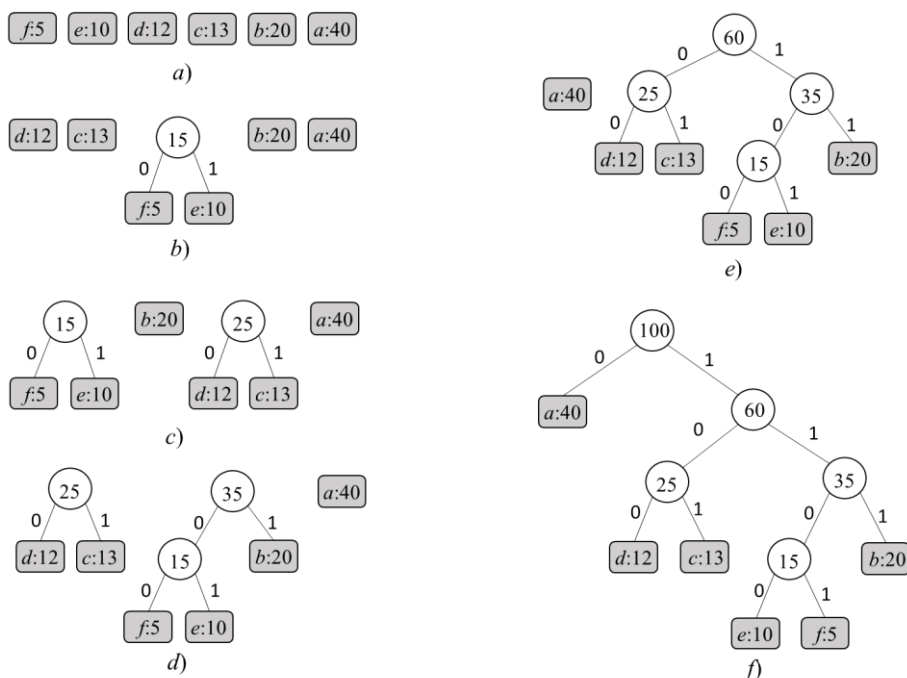 f:5 e:10 d:12 c:13 b:20 a:40
a)
d:12 c:13 15 b:20 a:40
0 1
f:5 e:10
b)
15 b:20 25 a:40
0 1 0 1
f:5 e:10 d:12 c:13
c)
25 35 a:40
0 1 0 1
d:12 c:13 15 b:20
0 1
f:5 e:10
d)
60
0 1
a:40 25 35
0 1 0 1
d:12 c:13 15 b:20
0 1
f:5 e:10
e)
100
0 1
a:40 60
0 1
25 35
0 1 0 1
d:12 c:13 15 b:20
0 1
e:10 f:5
f)